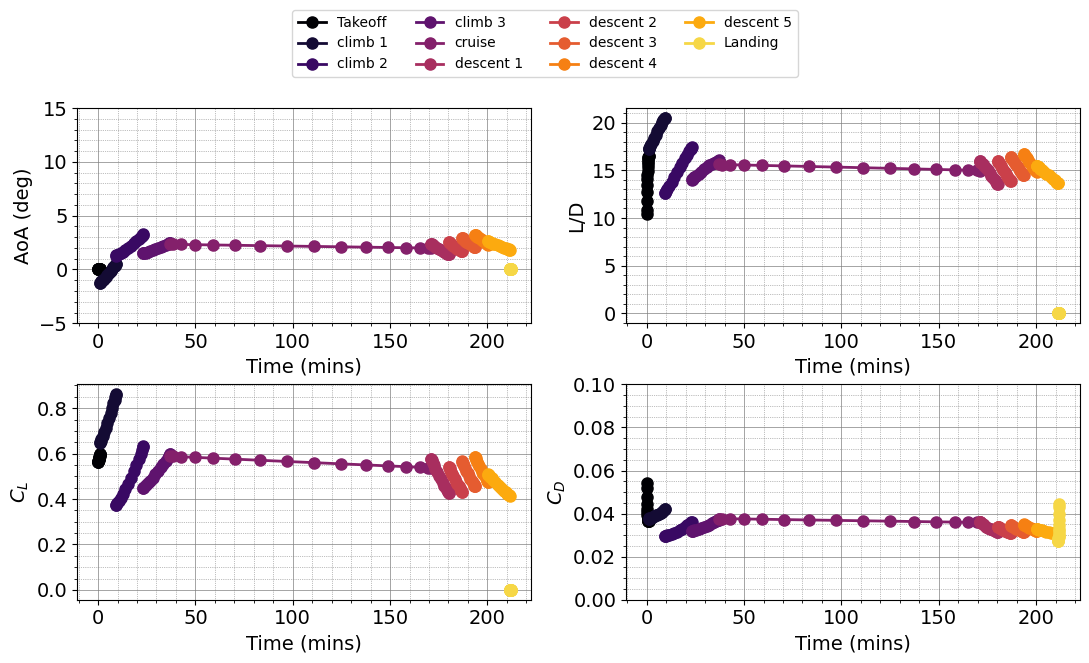 Takeoff climb 3 descent 2 descent 5
climb 1 cruise descent 3 Landing
climb 2 descent 1 descent 4
15
10
5
0
−5
AoA (deg)
0 50 100 150 200
Time (mins)
20
15
10
5
0
L/D
0 50 100 150 200
Time (mins)
0.8
0.6
0.4
0.2
0.0
C_L
0 50 100 150 200
Time (mins)
0.10
0.08
0.06
0.04
0.02
0.00
C_D
0 50 100 150 200
Time (mins)